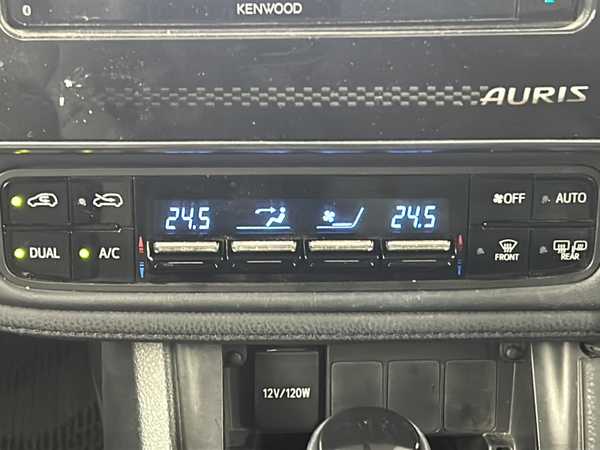 KENWOOD
AURIS
24.5 24.5 OFF AUTO
DUAL A/C FRONT REAR
12V/120W